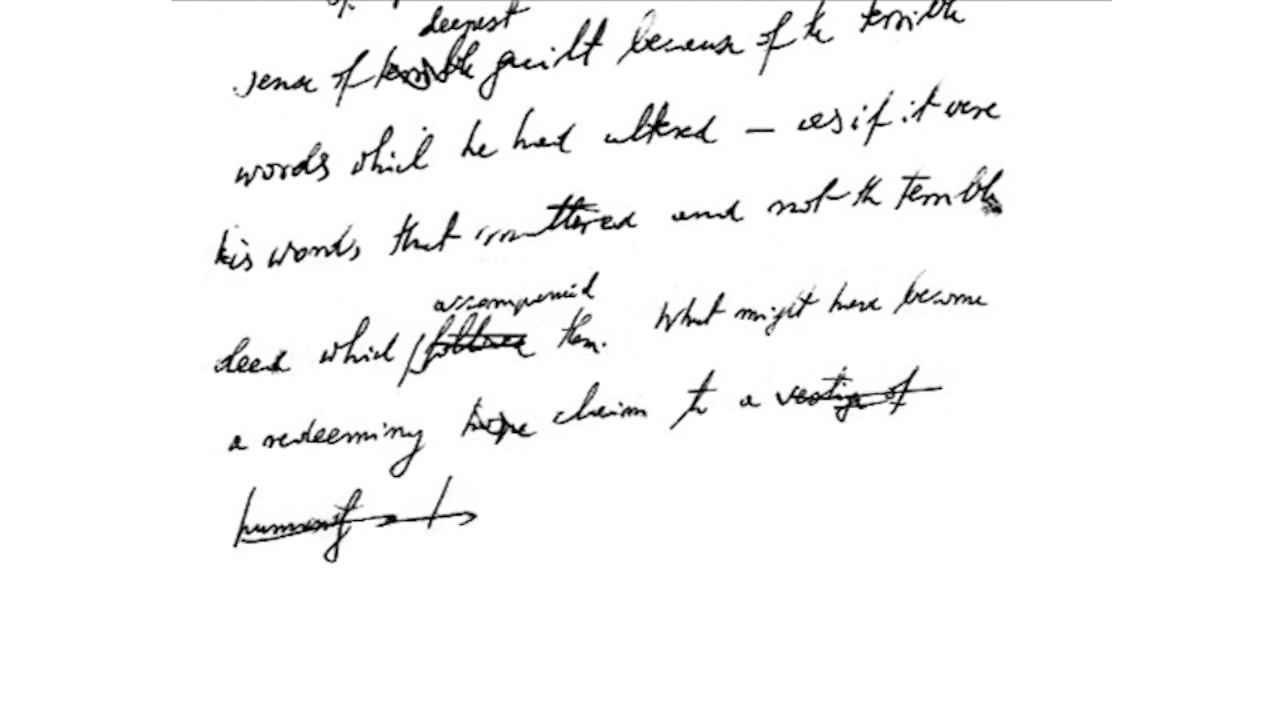 deepest
sense of terrible guilt because of the terrible
words which he had uttered – as if it were
his words that mattered and not the terrible
accompanied
deed which followed them. What might have become
a redeeming hope claim to a vestige of
humanity